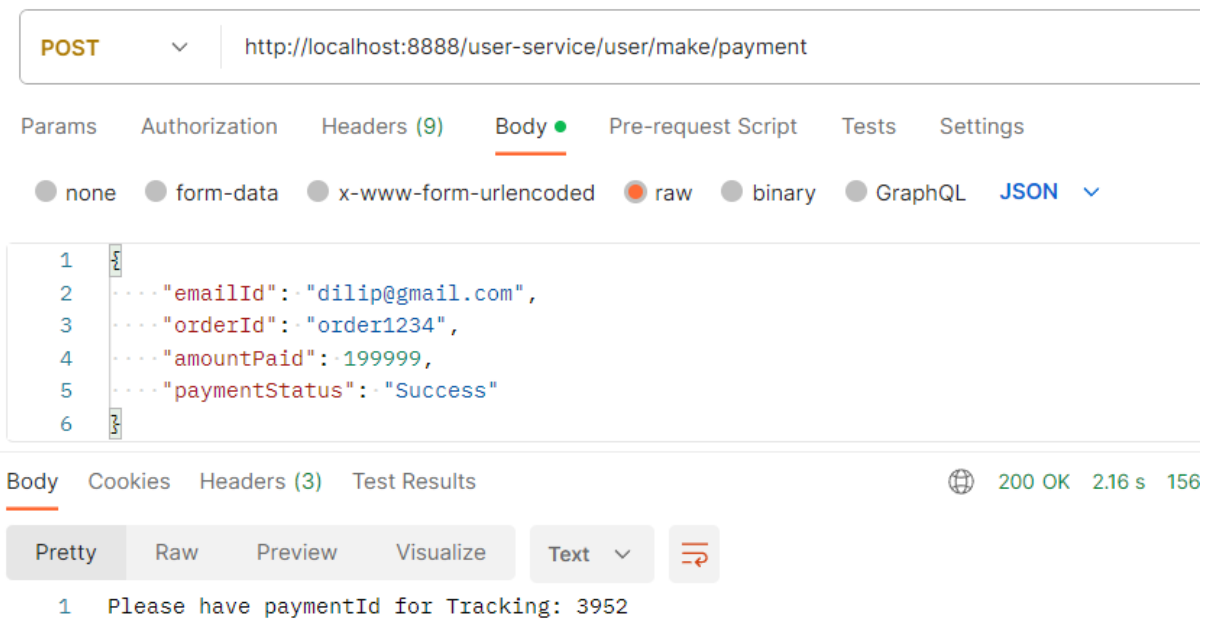 POST http://localhost:8888/user-service/user/make/payment
Params Authorization Headers (9) Body Pre-request Script Tests Settings
none form-data x-www-form-urlencoded raw binary GraphQL JSON
1 {
2 "emailId": "dilip@gmail.com",
3 "orderId": "order1234",
4 "amountPaid": 199999,
5 "paymentStatus": "Success"
6 }
Body Cookies Headers (3) Test Results 200 OK 2.16 s 156
Pretty Raw Preview Visualize Text
1 Please have paymentId for Tracking: 3952